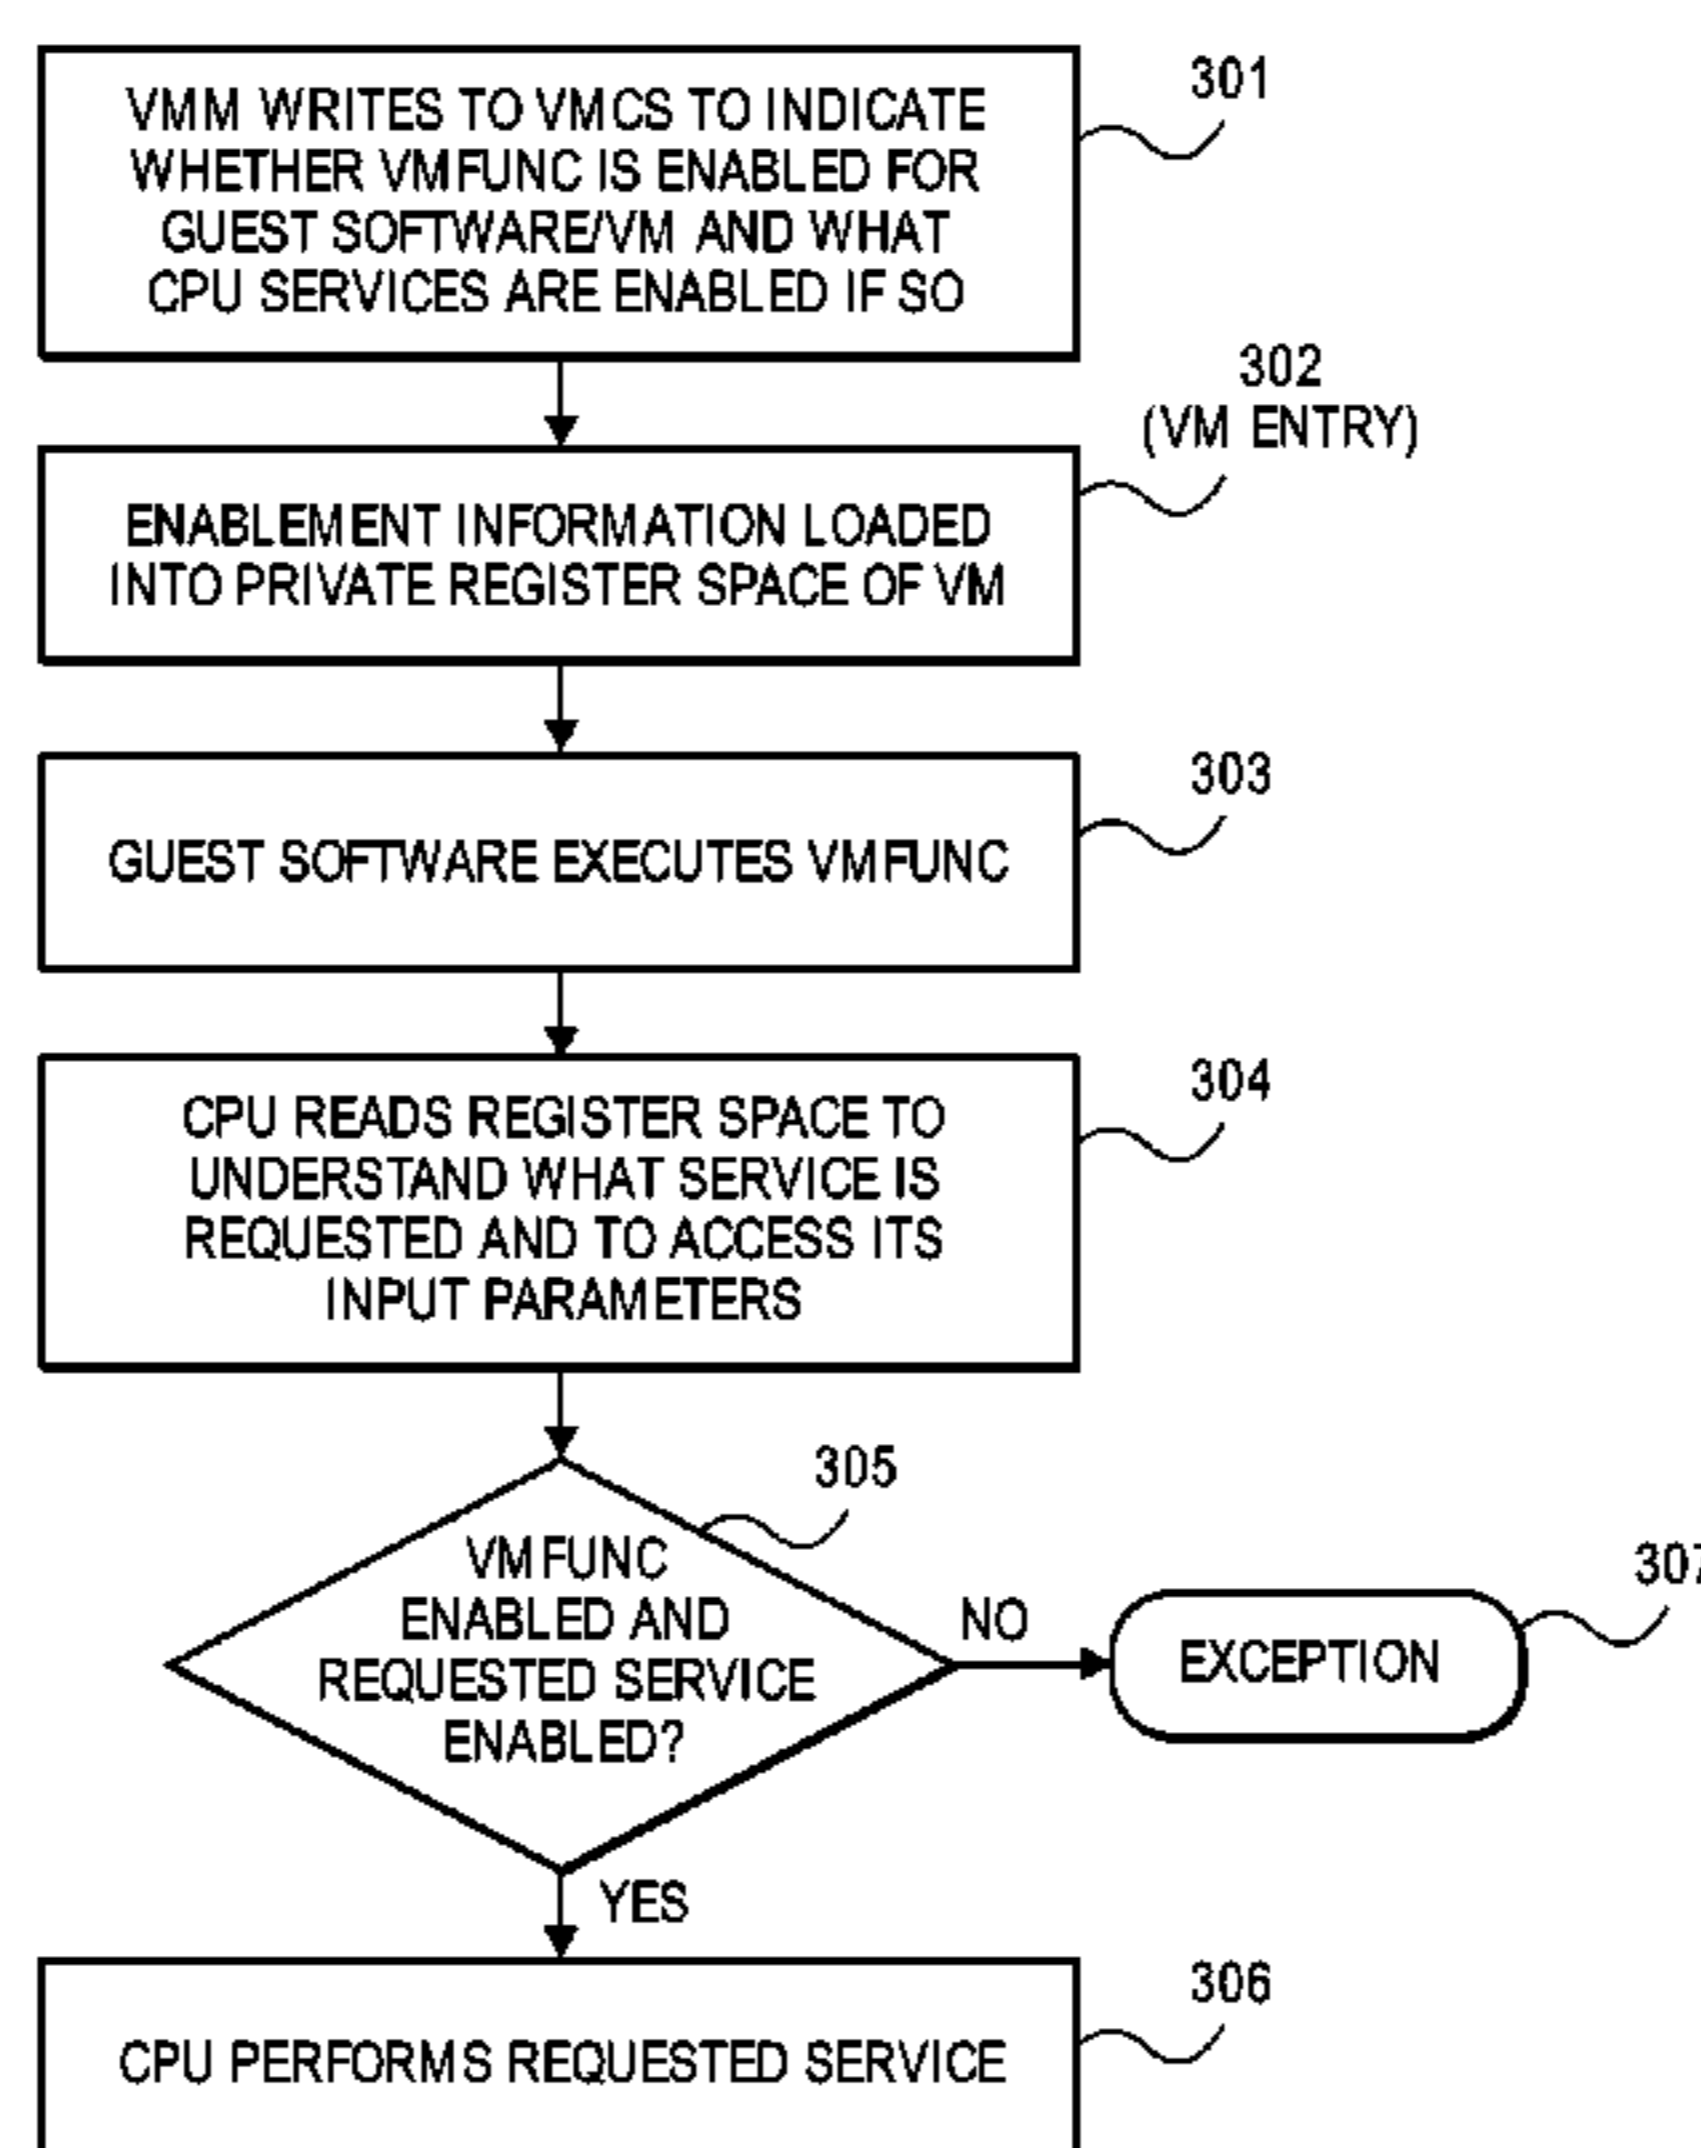 VMM WRITES TO VMCS TO INDICATE
WHETHER VMFUNC IS ENABLED FOR
GUEST SOFTWARE/VM AND WHAT
CPU SERVICES ARE ENABLED IF SO
301
302
(VM ENTRY)
ENABLEMENT INFORMATION LOADED
INTO PRIVATE REGISTER SPACE OF VM
303
GUEST SOFTWARE EXECUTES VMFUNC
304
CPU READS REGISTER SPACE TO
UNDERSTAND WHAT SERVICE IS
REQUESTED AND TO ACCESS ITS
INPUT PARAMETERS
305
VMFUNC
ENABLED AND
REQUESTED SERVICE
ENABLED?
NO
307
EXCEPTION
YES
306
CPU PERFORMS REQUESTED SERVICE